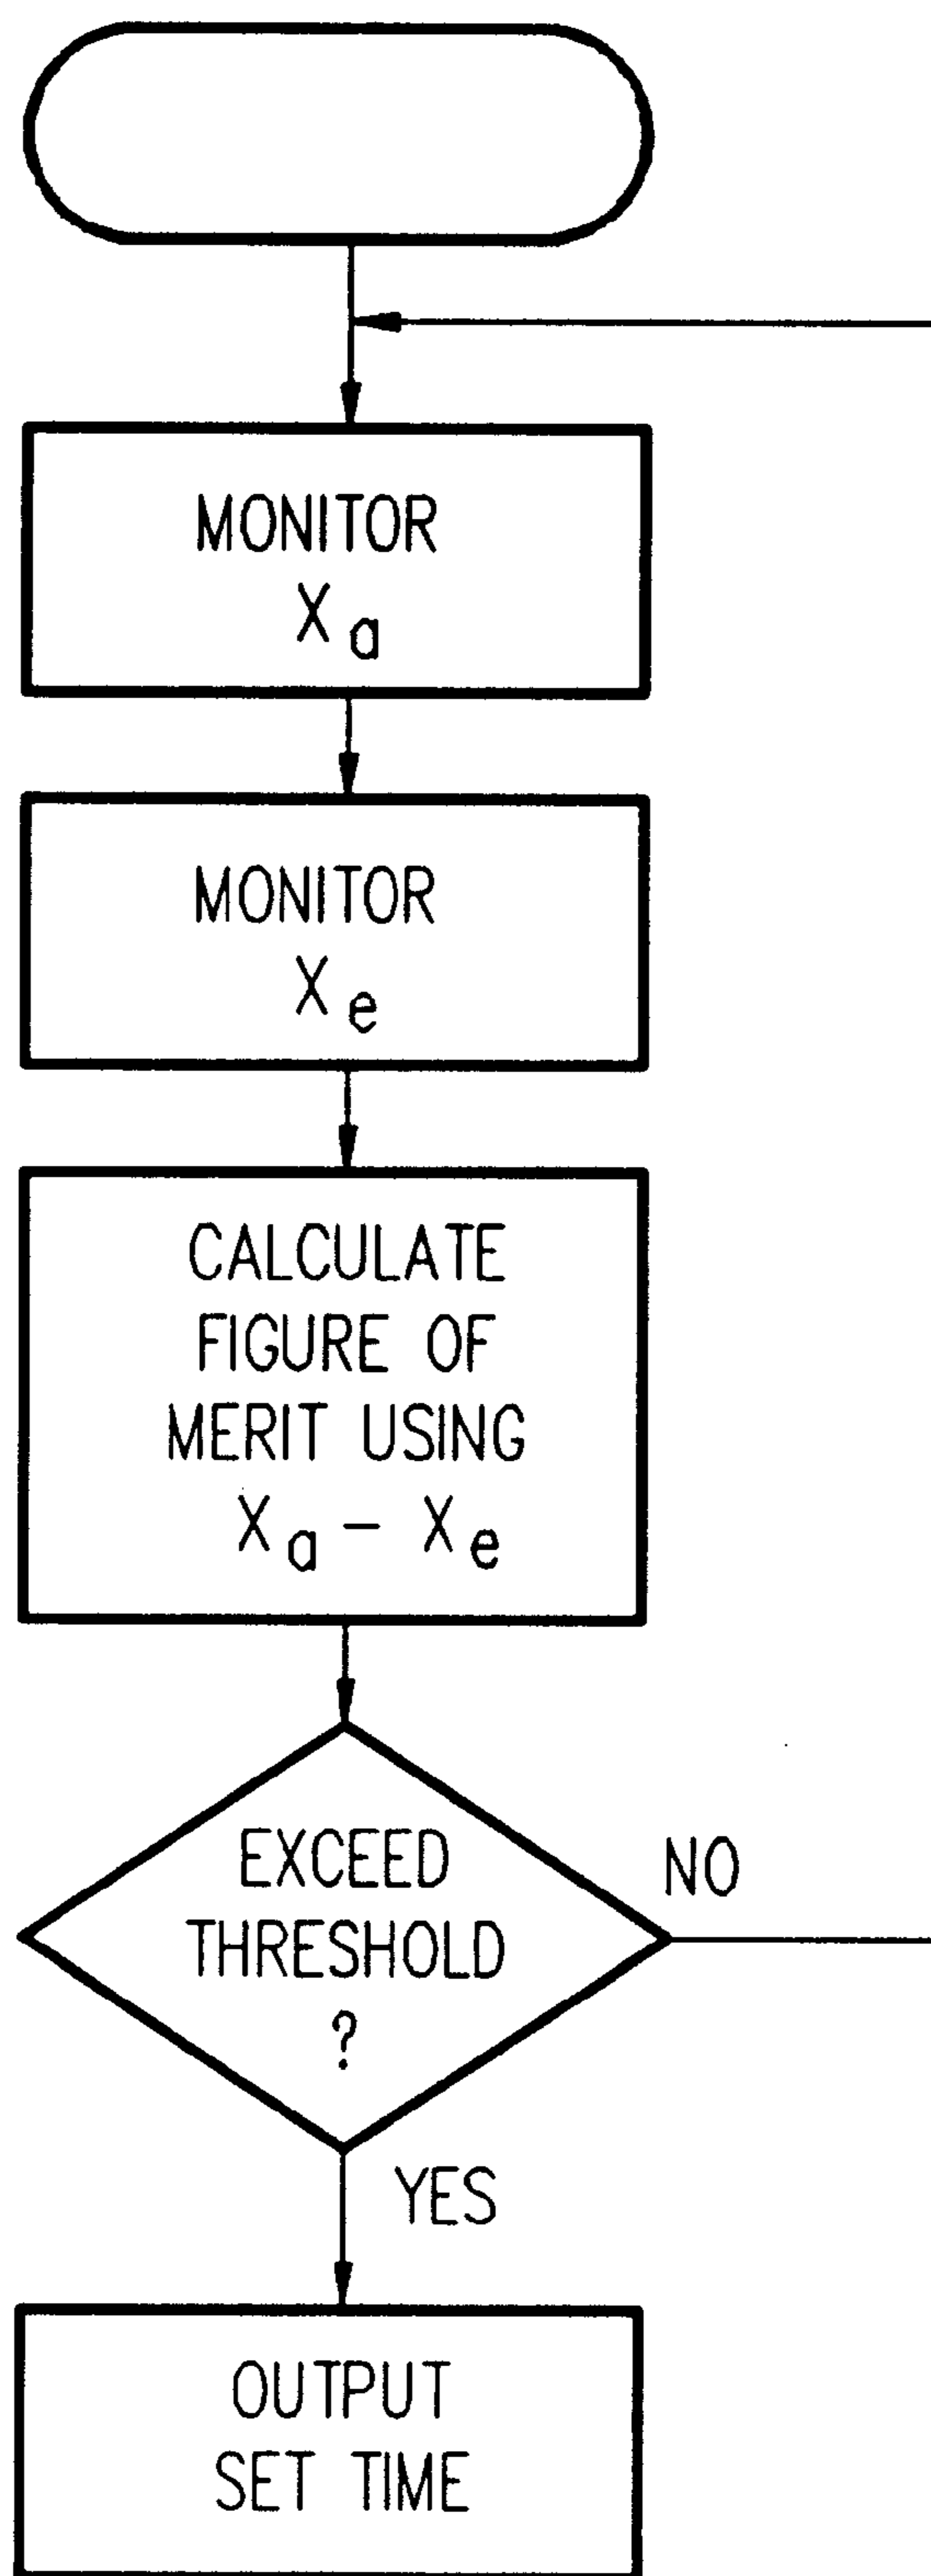 MONITOR
Xa
MONITOR
Xe
CALCULATE
FIGURE OF
MERIT USING
Xa - Xe
EXCEED
THRESHOLD
?
NO
YES
OUTPUT
SET TIME